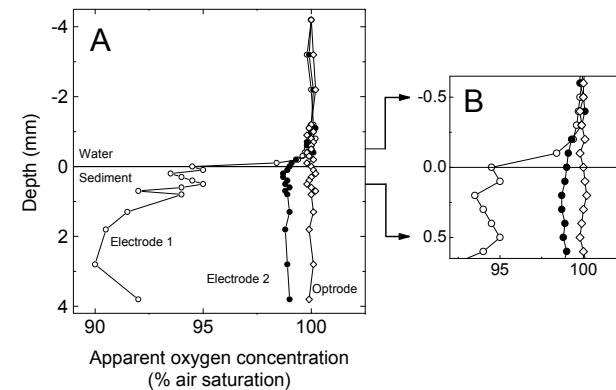 A
-4
-2
0
2
4
Depth (mm)
Water
Sediment
Electrode 1
Electrode 2
Optrode
90
95
100
Apparent oxygen concentration
(% air saturation)
B
-0.5
0.0
0.5
95
100